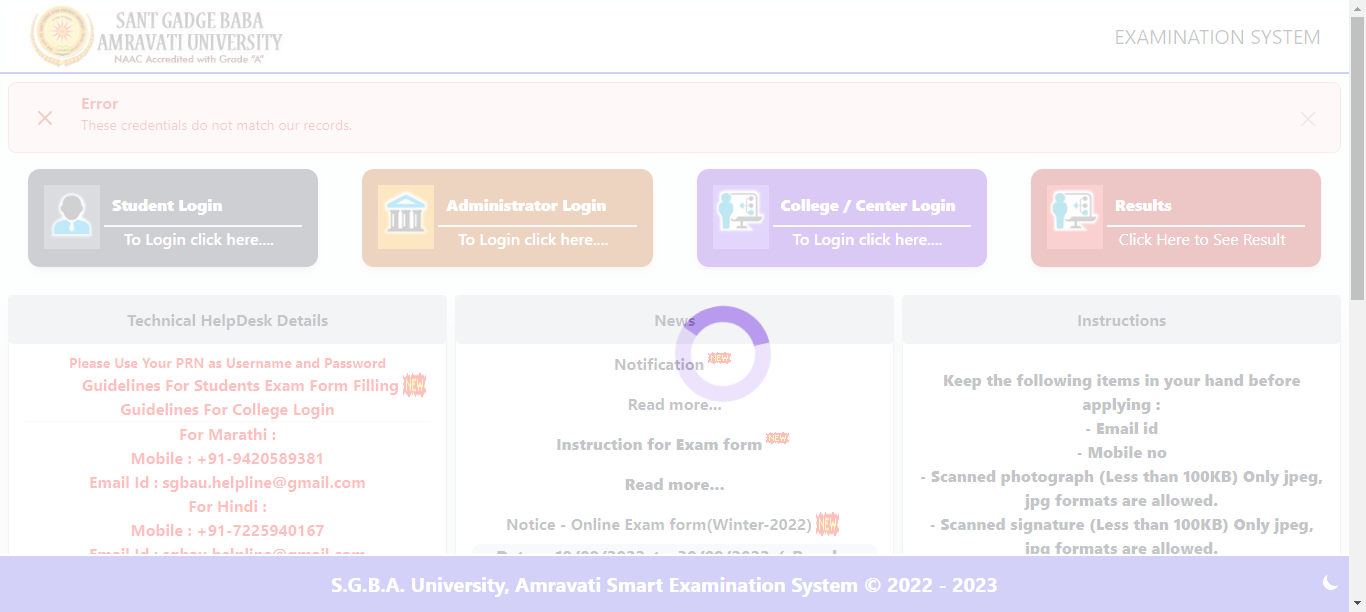 SANT GADGE BABA
AMRAVATI UNIVERSITY
NAAC Accredited with Grade "A"
EXAMINATION SYSTEM
Error
These credentials do not match our records.
Student Login
To Login click here....
Administrator Login
To Login click here....
College / Center Login
To Login click here....
Results
Click Here to See Result
Technical HelpDesk Details
Please Use Your PRN as Username and Password
Guidelines For Students Exam Form Filling NEW
Guidelines For College Login
For Marathi :
Mobile : +91-9420589381
Email Id : sgbau.helpline@gmail.com
For Hindi :
Mobile : +91-7225940167
Email Id : sgbau.helpline@gmail.com
News
Notification NEW
Read more...
Instruction for Exam form NEW
Read more...
Notice - Online Exam form(Winter-2022) NEW
Instructions
Keep the following items in your hand before
applying :
- Email id
- Mobile no
- Scanned photograph (Less than 100KB) Only jpeg,
jpg formats are allowed.
- Scanned signature (Less than 100KB) Only jpeg,
jpg formats are allowed.
S.G.B.A. University, Amravati Smart Examination System © 2022 - 2023